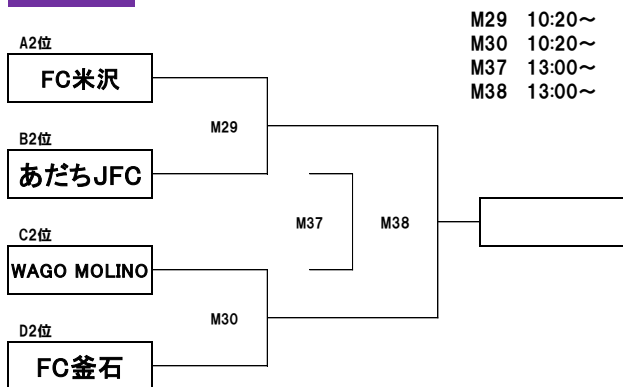 M29 10:20～
M30 10:20～
M37 13:00～
M38 13:00～
A2位
FC米沢
M29
B2位
あだちJFC
M37
M38
C2位
WAGO MOLINO
M30
D2位
FC釜石